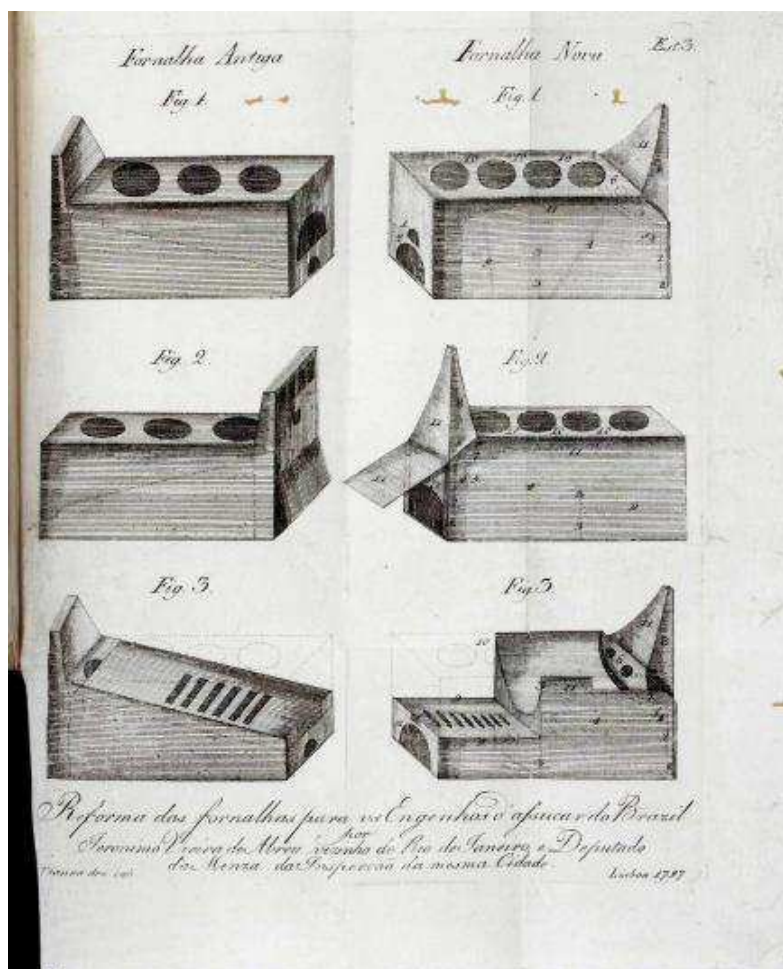 Fornalha Antiga
Fornalha Nova
Est 3.
Fig. 1.
Fig. 1.
Fig. 2.
Fig. 2.
Fig. 3.
Fig. 3
Reforma das fornalhas para os Engenhos d'assucar do Brazil
por
Jeronimo Vieira de Abreu vizinho do Rio de Janeiro, e Deputado
da Menza da Inspecção da mesma Cidade.
Lisboa 1797